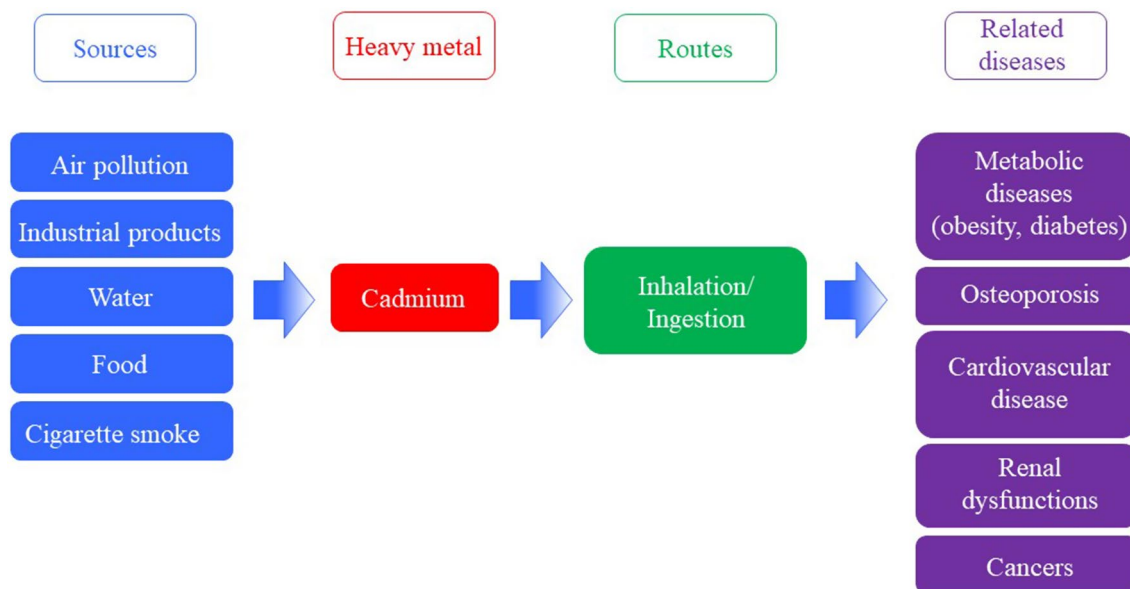 Sources
Heavy metal
Routes
Related
diseases
Air pollution
Industrial products
Water
Food
Cigarette smoke
Cadmium
Inhalation/
Ingestion
Metabolic
diseases
(obesity, diabetes)
Osteoporosis
Cardiovascular
disease
Renal
dysfunctions
Cancers